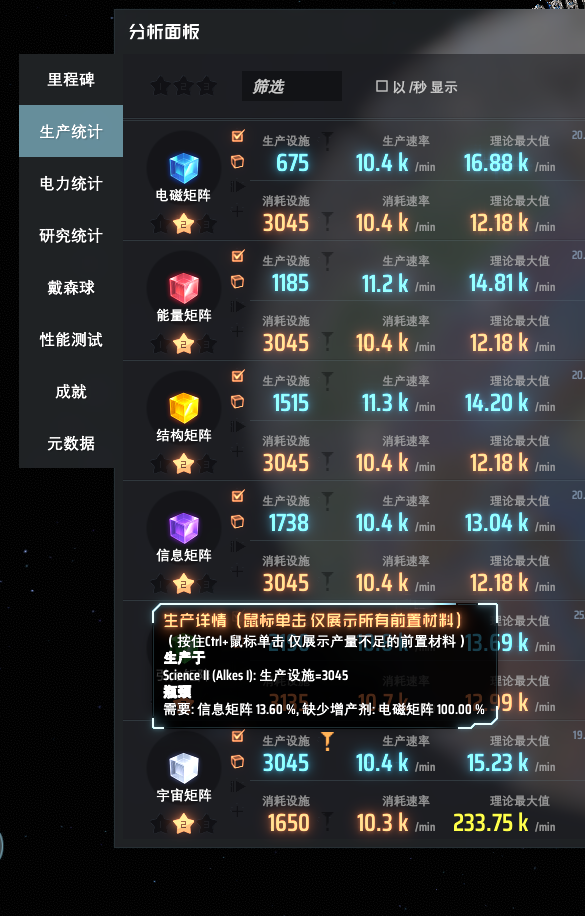 分析面板
里程碑
生产统计
电力统计
研究统计
戴森球
性能测试
成就
元数据
筛选 以 /秒 显示
生产设施 生产速率 理论最大值 20.
电磁矩阵 675 10.4 k /min 16.88 k /min
消耗设施 消耗速率 理论最大值
2 3045 10.4 k /min 12.18 k /min
生产设施 生产速率 理论最大值 20.
能量矩阵 1185 11.2 k /min 14.81 k /min
消耗设施 消耗速率 理论最大值
2 3045 10.4 k /min 12.18 k /min
生产设施 生产速率 理论最大值 20.
结构矩阵 1515 11.3 k /min 14.20 k /min
消耗设施 消耗速率 理论最大值
2 3045 10.4 k /min 12.18 k /min
生产设施 生产速率 理论最大值 20.
信息矩阵 1738 10.4 k /min 13.04 k /min
消耗设施 消耗速率 理论最大值
2 3045 10.4 k /min 12.18 k /min
25.
生产详情（鼠标单击 仅展示所有前置材料）
（ 按住Ctrl+鼠标单击 仅展示产量不足的前置材料 ）
生产于
Science II (Alkes I): 生产设施=3045
瓶颈
需要: 信息矩阵 13.60 %, 缺少增产剂: 电磁矩阵 100.00 %
/min
/min
生产设施 生产速率 理论最大值 19.
宇宙矩阵 3045 10.4 k /min 15.23 k /min
消耗设施 消耗速率 理论最大值
2 1650 10.3 k /min 233.75 k /min